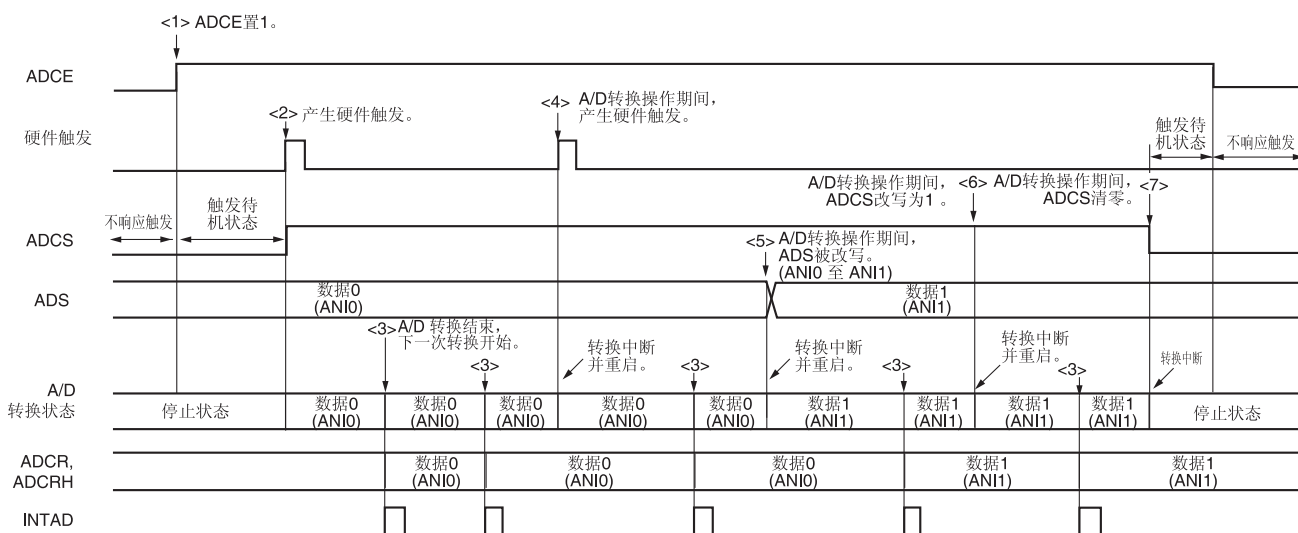 <1> ADCE置1。
ADCE
<2> 产生硬件触发。
<4> A/D转换操作期间，
产生硬件触发。
硬件触发
触发待
机状态
不响应触发
A/D转换操作期间，
ADCS改写为1 。
<6> A/D转换操作期间，
ADCS清零。
<7>
不响应触发
触发待
机状态
ADCS
<5> A/D转换操作期间，
ADS被改写。
(ANI0 至 ANI1)
ADS
数据0
(ANI0)
数据1
(ANI1)
<3> A/D 转换结束，
下一次转换开始。
<3>
转换中断
并重启。
<3>
转换中断
并重启。
<3>
转换中断
并重启。
<3>
转换中断
A/D
转换状态
停止状态
数据0
(ANI0)
数据0
(ANI0)
数据0
(ANI0)
数据0
(ANI0)
数据0
(ANI0)
数据1
(ANI1)
数据1
(ANI1)
数据1
(ANI1)
数据1
(ANI1)
停止状态
ADCR,
ADCRH
数据0
(ANI0)
数据0
(ANI0)
数据0
(ANI0)
数据1
(ANI1)
数据1
(ANI1)
INTAD